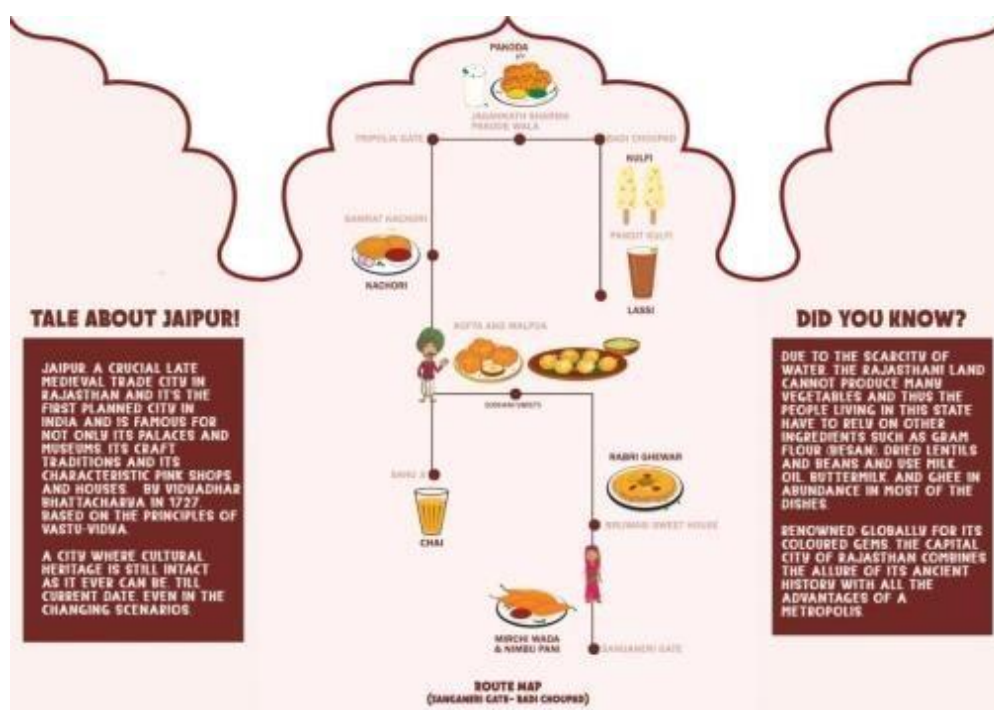 PAKODA
JAGANNATH SHARMA
PAKODE WALA
TRIPOLIA GATE
BADI CHOUPAD
KULFI
SAMRAT KACHORI
PANDIT KULFI
KACHORI
LASSI
TALE ABOUT JAIPUR!
JAIPUR, A CRUCIAL LATE
MEDIEVAL TRADE CITY IN
RAJASTHAN AND IT'S THE
FIRST PLANNED CITY IN
INDIA AND IS FAMOUS FOR
NOT ONLY ITS PALACES AND
MUSEUMS, ITS CRAFT
TRADITIONS AND ITS
CHARACTERISTIC PINK SHOPS
AND HOUSES BY VIDYADHAR
BHATTACHARYA IN 1727
BASED ON THE PRINCIPLES OF
VASTU-VIDYA
A CITY WHERE CULTURAL
HERITAGE IS STILL INTACT
AS IT EVER CAN BE, TILL
CURRENT DATE, EVEN IN THE
CHANGING SCENARIOS
KOFTA AND MALPUA
SODHANI SWEETS
SAHU
CHAI
RABRI GHEWAR
SWEET HOUSE
MIRCHI WADA
& NIMBU PANI
SANGANERI GATE
ROUTE MAP
(SANGANERI GATE- BADI CHOUPAD)
DID YOU KNOW?
DUE TO THE SCARCITY OF
WATER, THE RAJASTHANI LAND
CANNOT PRODUCE MANY
VEGETABLES AND THUS THE
PEOPLE LIVING IN THIS STATE
HAVE TO RELY ON OTHER
INGREDIENTS SUCH AS GRAM
FLOUR (BESAN), DRIED LENTILS
AND BEANS AND USE MILK,
OIL, BUTTERMILK, AND GHEE IN
ABUNDANCE IN MOST OF THE
DISHES.
RENOWNED GLOBALLY FOR ITS
COLOURED GEMS, THE CAPITAL
CITY OF RAJASTHAN COMBINES
THE ALLURE OF ITS ANCIENT
HISTORY WITH ALL THE
ADVANTAGES OF A
METROPOLIS.